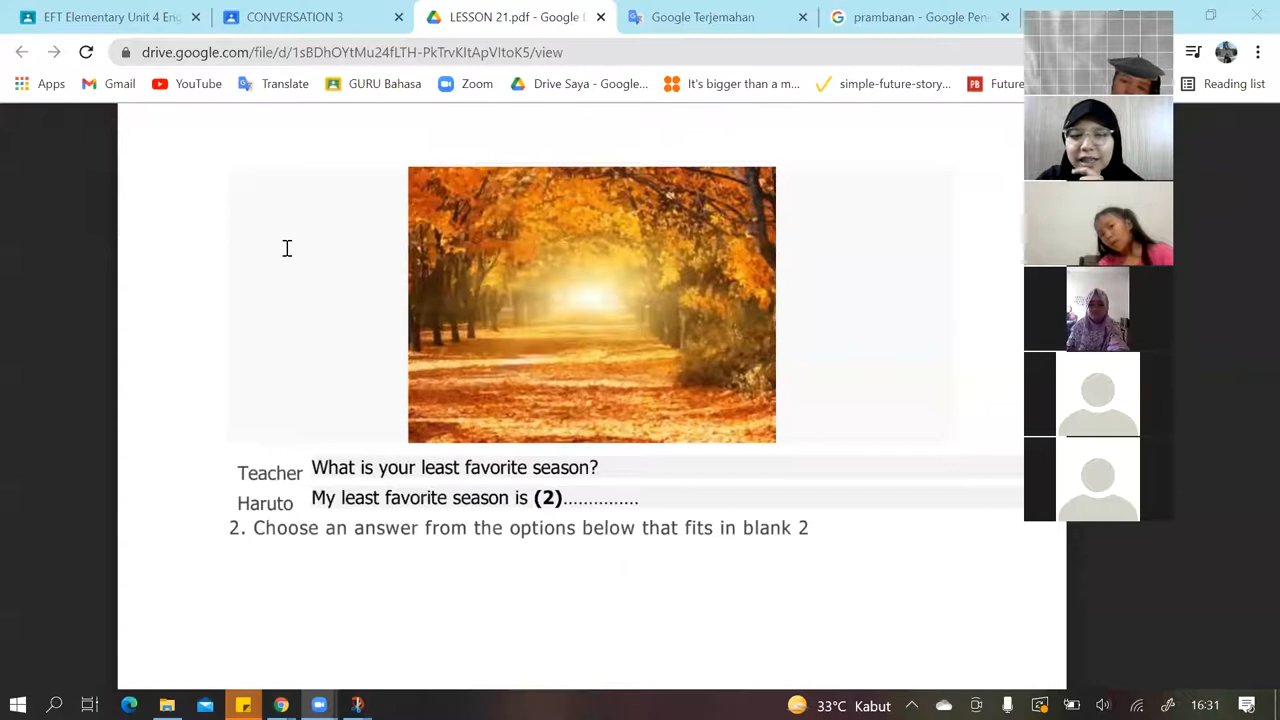 EFT Elementary Unit 4 Eng
CONVERSATION 3
LESSON 21.pdf - Google
Google Terjemahan
prambanan - Google Pen
drive.google.com/file/d/1sBDhOYtMu24fLTH-PkTrvKItApVItoK5/view
Apps
Gmail
YouTube
Translate
GURU Bahasa
Zoom
Drive Saya - Google...
It's bigger than a m...
simple-future-story...
PB
Future
Reading list
Teacher What is your least favorite season?
Haruto My least favorite season is (2)...............
2. Choose an answer from the options below that fits in blank 2
33°C Kabut
16:31